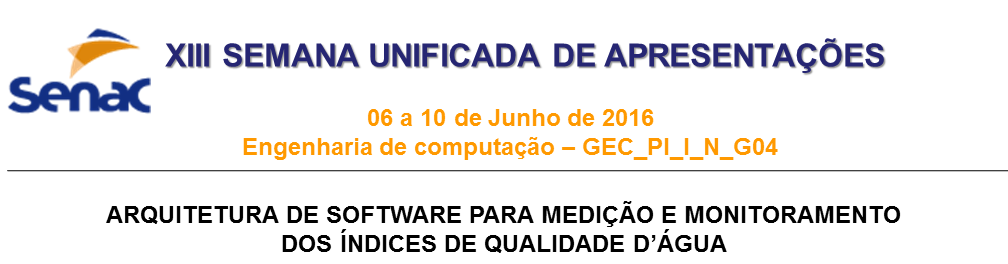 senac
XIII SEMANA UNIFICADA DE APRESENTAÇÕES
06 a 10 de Junho de 2016
Engenharia de computação – GEC_PI_I_N_G04
ARQUITETURA DE SOFTWARE PARA MEDIÇÃO E MONITORAMENTO
DOS ÍNDICES DE QUALIDADE D’ÁGUA